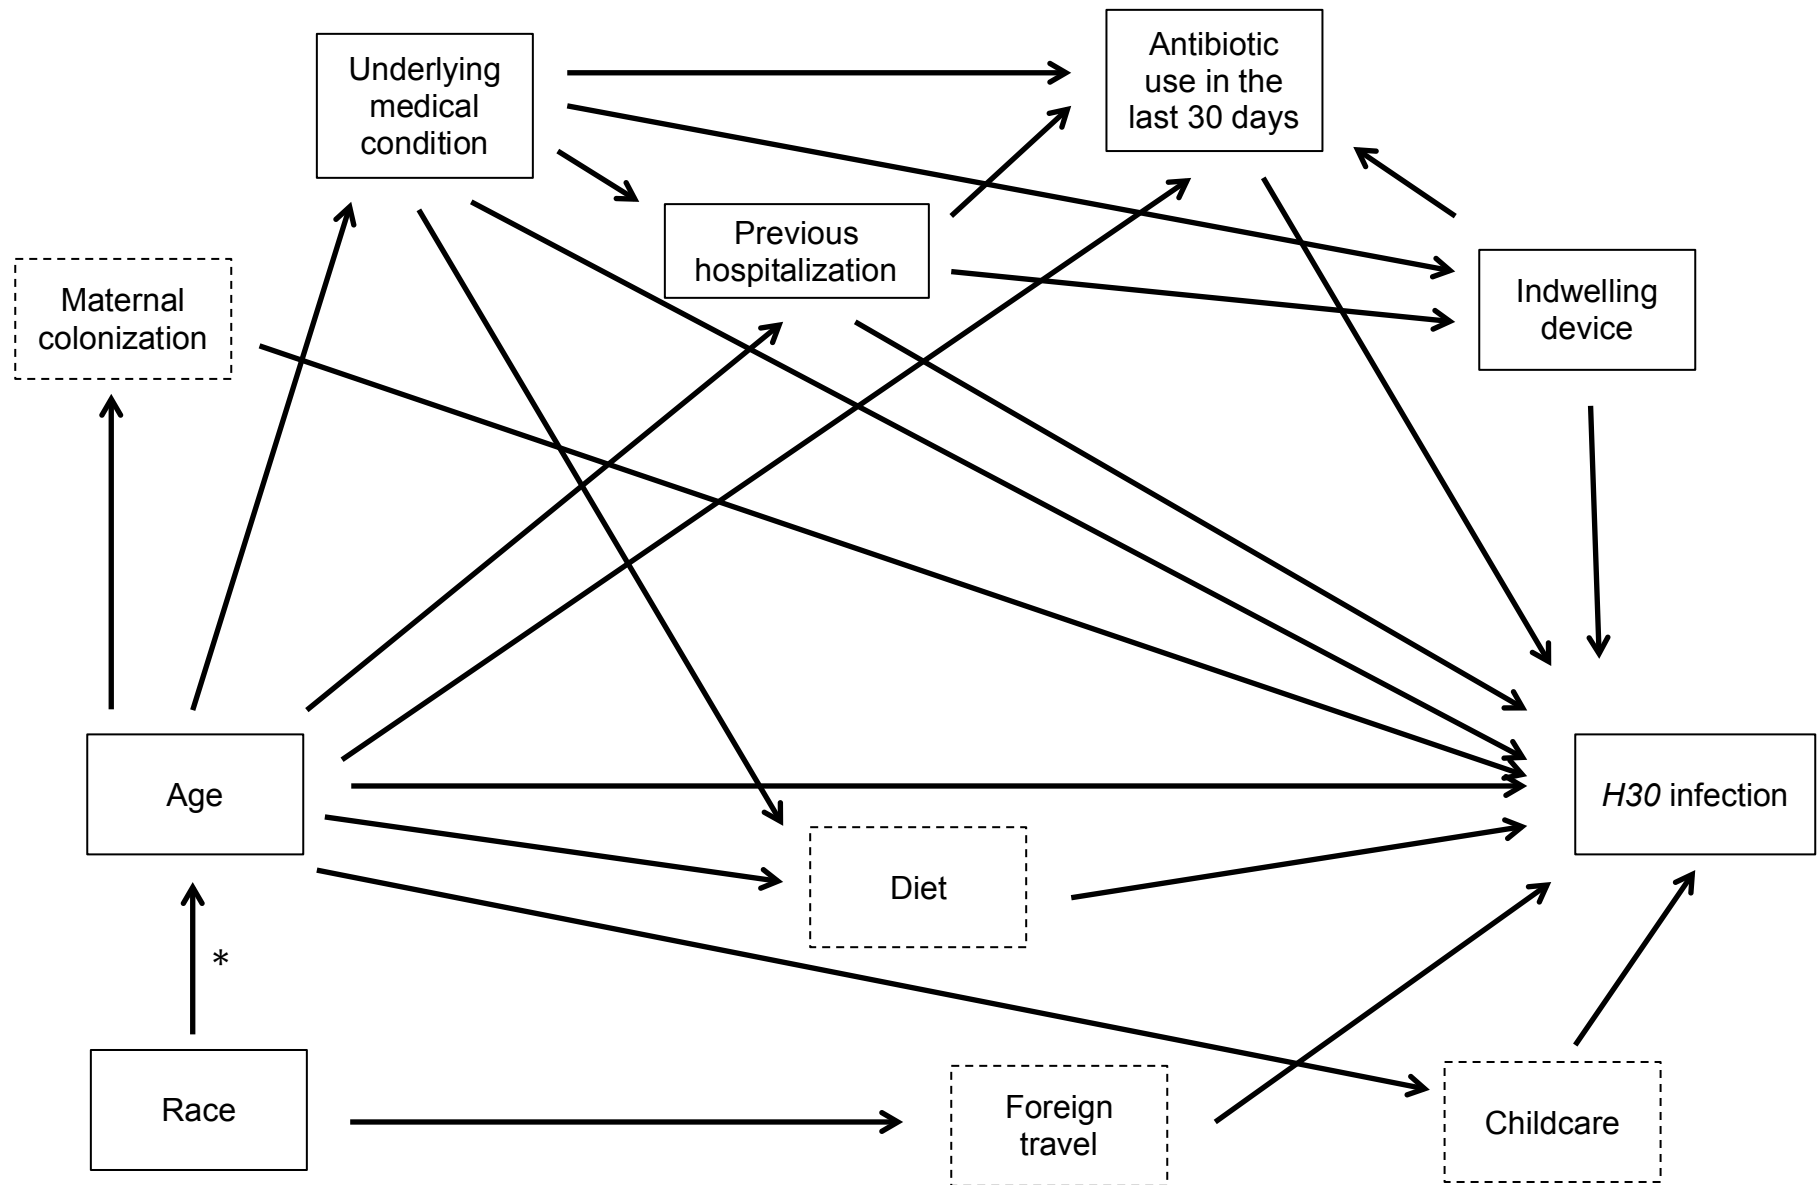 Underlying
medical
condition
Antibiotic
use in the
last 30 days
Previous
hospitalization
Indwelling
device
Maternal
colonization
Age
H30 infection
Diet
*
Race
Foreign
travel
Childcare